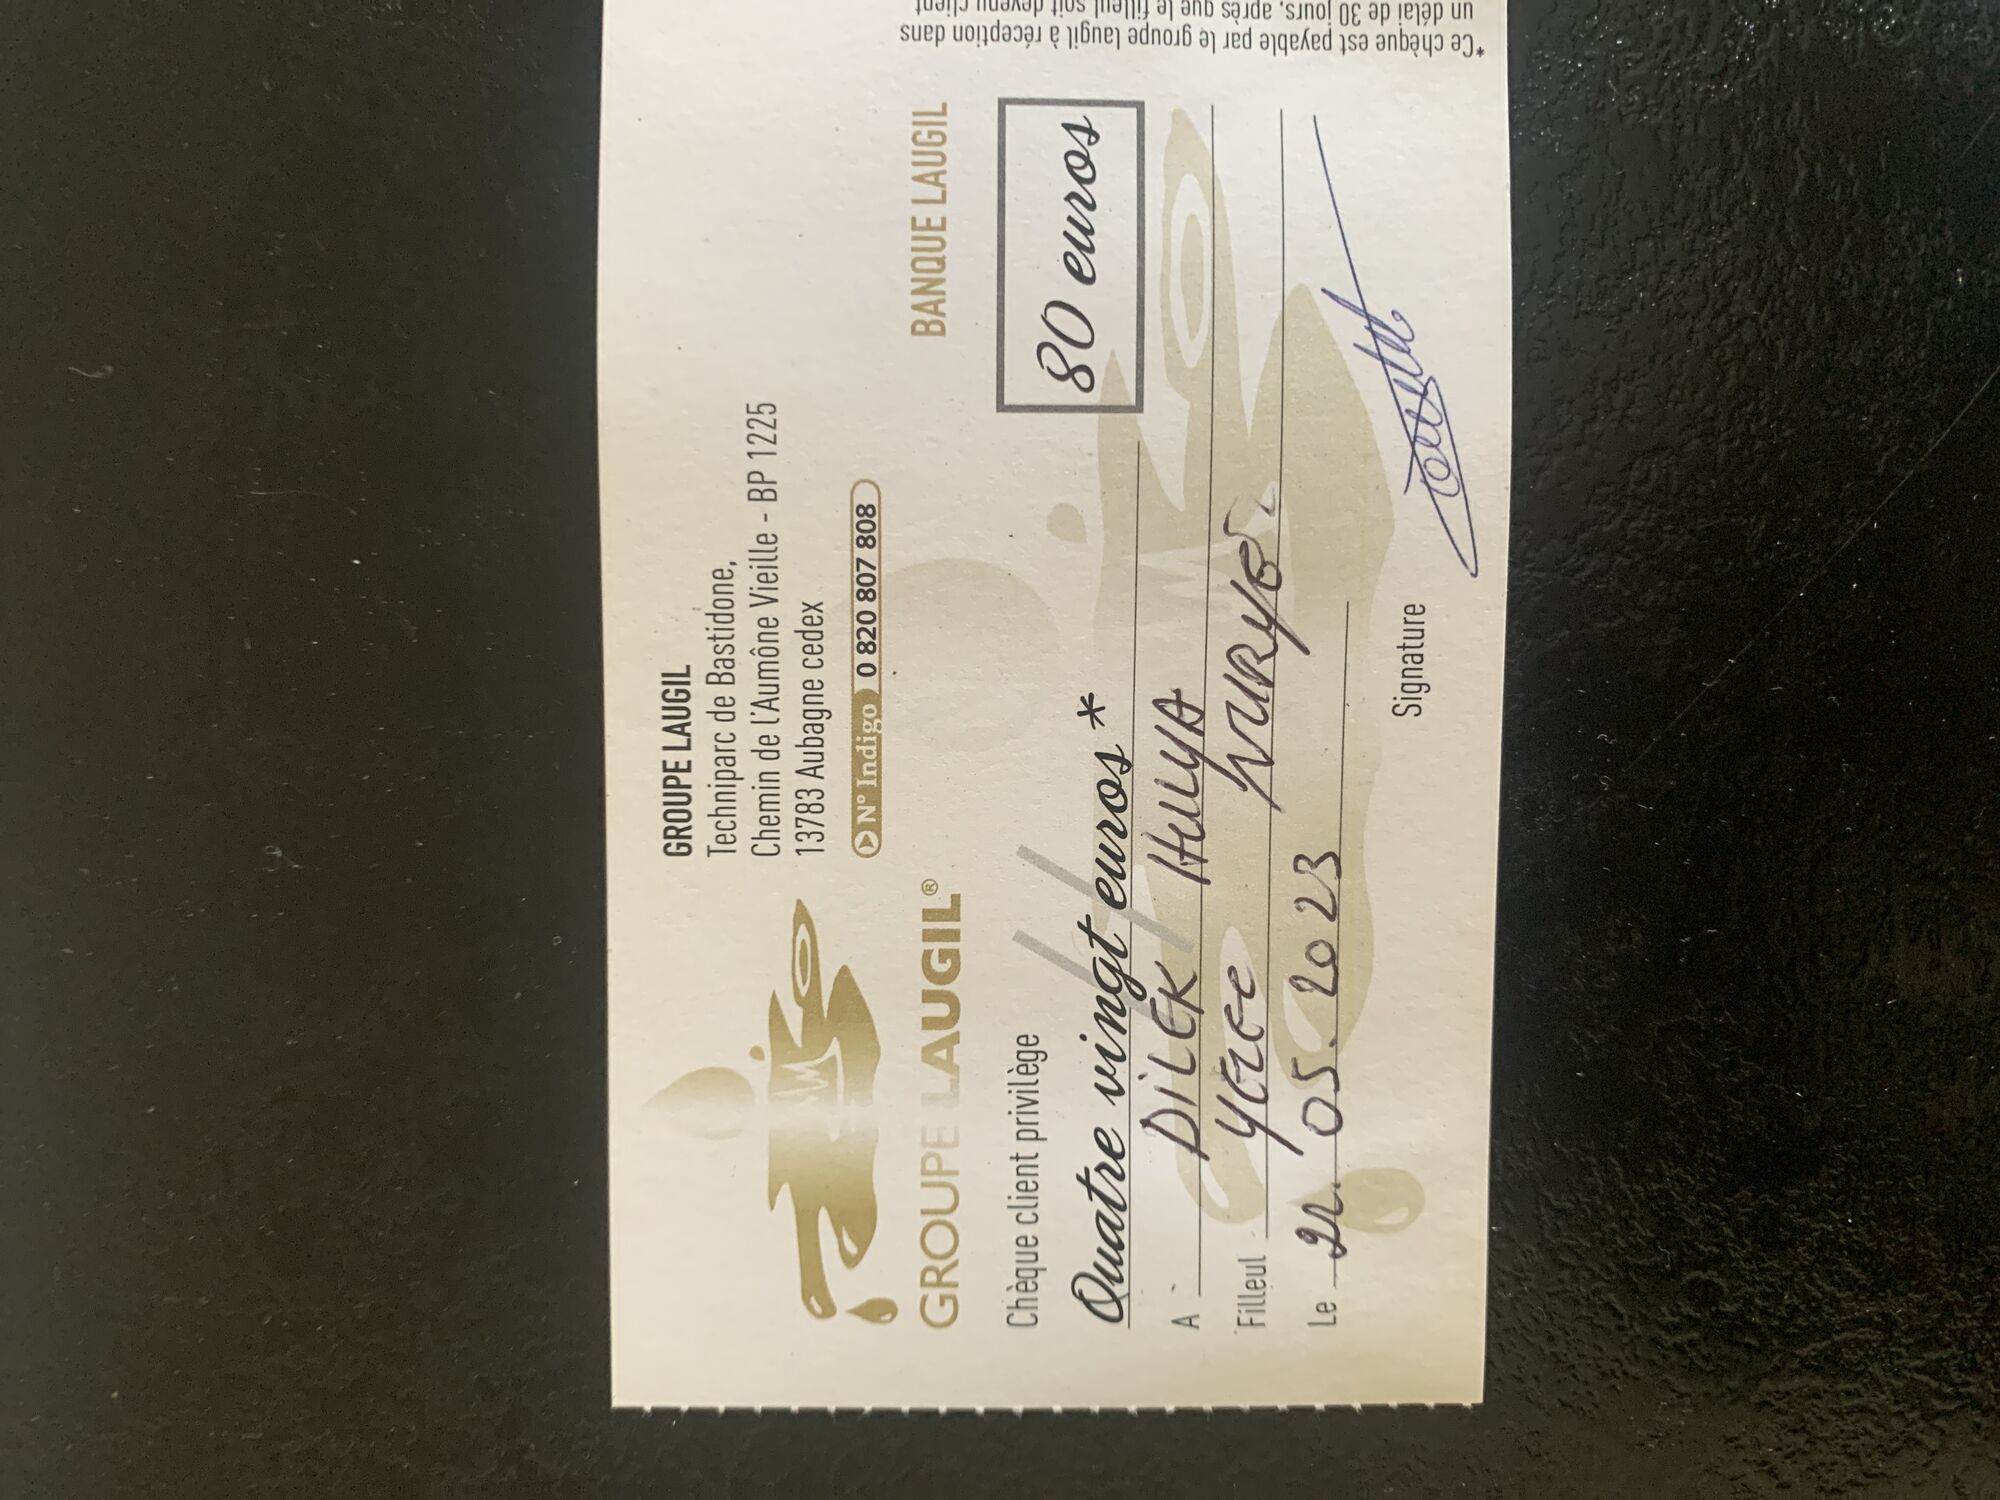 GROUPE LAUGIL
Techniparc de Bastidone,
Chemin de l'Aumône Vieille - BP 1225
13783 Aubagne cedex
N° Indigo 0 820 807 808
GROUPE LAUGIL®
BANQUE LAUGIL
Chèque client privilège
Quatre vingt euros*
80 euros
A DILEK HULYA
Filleul NURYE
Le 05.2023
Signature
*Ce chèque est payable par le groupe laugil à réception dans
un délai de 30 jours, après que le filleul soit devenu client